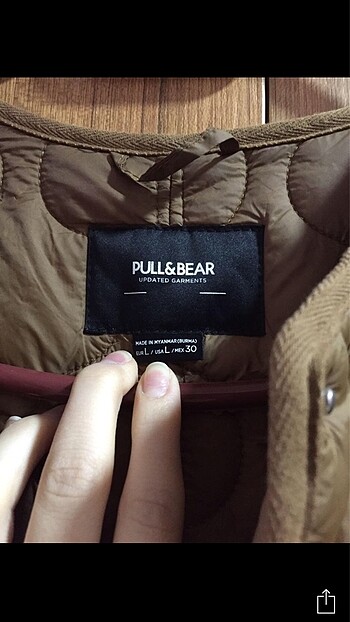 PULL&BEAR
UPDATED GARMENTS
MADE IN MYANMAR (BURMA)
EUR L / USA L / MEX 30